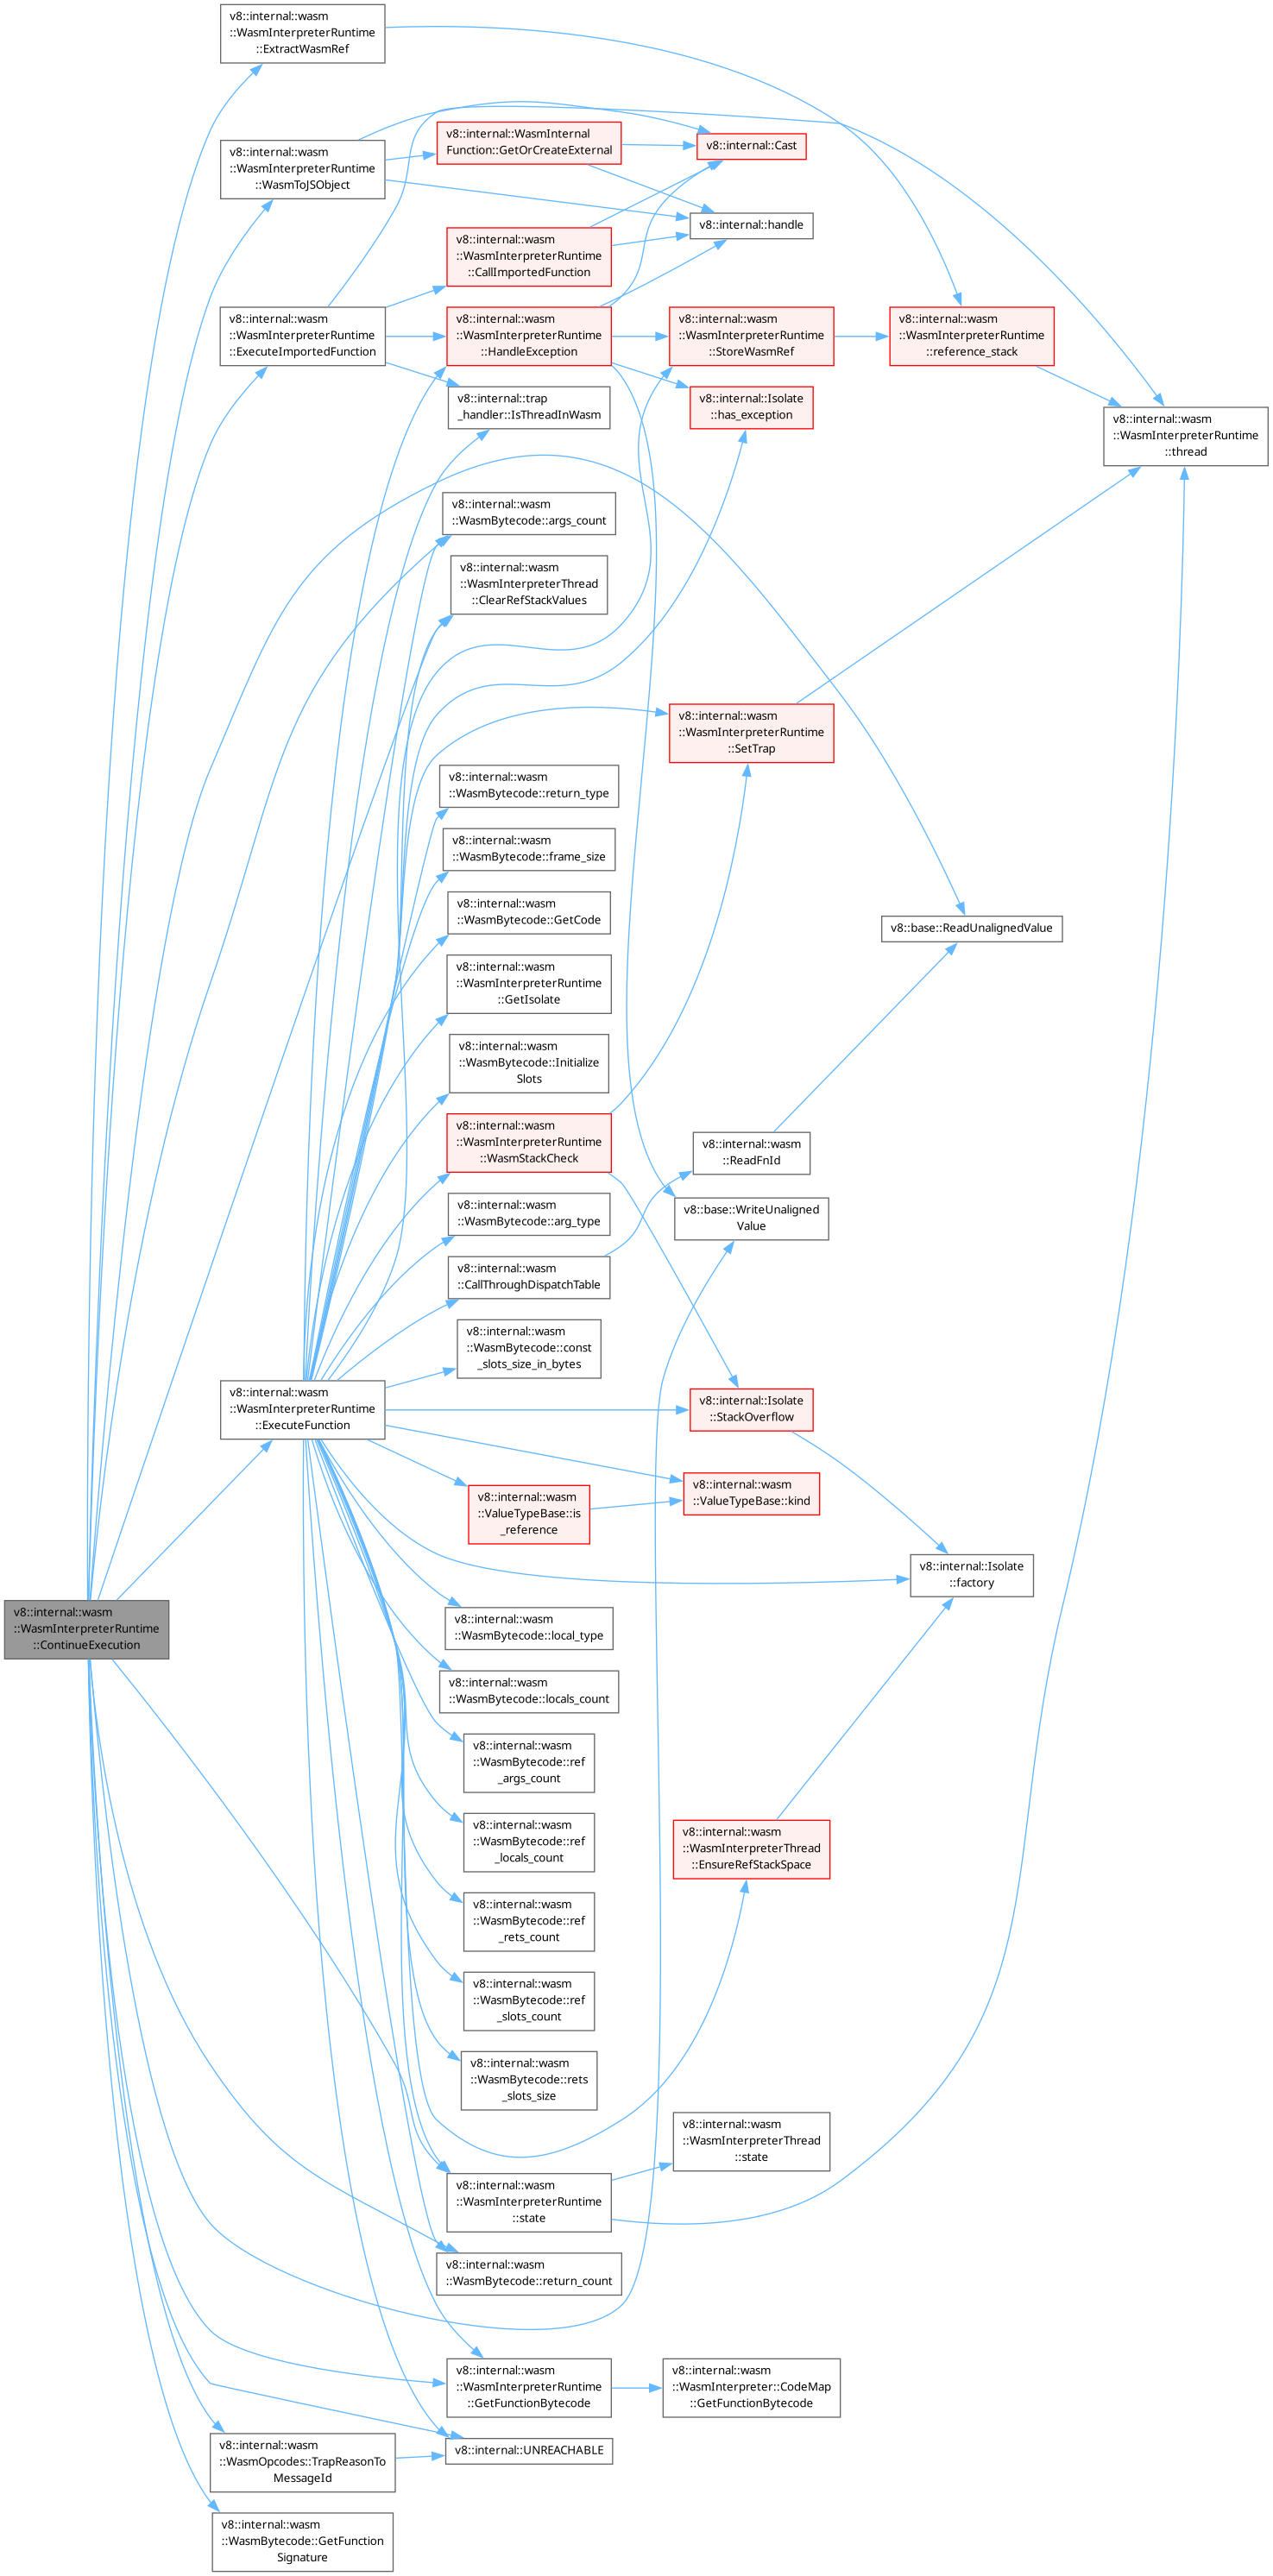 v8::internal::wasm
::WasmInterpreterRuntime
::ExtractWasmRef
v8::internal::WasmInternal
Function::GetOrCreateExternal
v8::internal::Cast
v8::internal::wasm
::WasmInterpreterRuntime
::WasmToJSObject
v8::internal::handle
v8::internal::wasm
::WasmInterpreterRuntime
::CallImportedFunction
v8::internal::wasm
::WasmInterpreterRuntime
::ExecuteImportedFunction
v8::internal::wasm
::WasmInterpreterRuntime
::HandleException
v8::internal::wasm
::WasmInterpreterRuntime
::StoreWasmRef
v8::internal::wasm
::WasmInterpreterRuntime
::reference_stack
v8::internal::trap
_handler::IsThreadInWasm
v8::internal::Isolate
::has_exception
v8::internal::wasm
::WasmInterpreterRuntime
::thread
v8::internal::wasm
::WasmBytecode::args_count
v8::internal::wasm
::WasmInterpreterThread
::ClearRefStackValues
v8::internal::wasm
::WasmInterpreterRuntime
::SetTrap
v8::internal::wasm
::WasmBytecode::return_type
v8::internal::wasm
::WasmBytecode::frame_size
v8::internal::wasm
::WasmBytecode::GetCode
v8::base::ReadUnalignedValue
v8::internal::wasm
::WasmInterpreterRuntime
::GetIsolate
v8::internal::wasm
::WasmBytecode::Initialize
Slots
v8::internal::wasm
::WasmInterpreterRuntime
::WasmStackCheck
v8::internal::wasm
::ReadFnId
v8::internal::wasm
::WasmBytecode::arg_type
v8::base::WriteUnaligned
Value
v8::internal::wasm
::CallThroughDispatchTable
v8::internal::wasm
::WasmBytecode::const
_slots_size_in_bytes
v8::internal::wasm
::WasmInterpreterRuntime
::ExecuteFunction
v8::internal::Isolate
::StackOverflow
v8::internal::wasm
::ValueTypeBase::is
_reference
v8::internal::wasm
::ValueTypeBase::kind
v8::internal::Isolate
::factory
v8::internal::wasm
::WasmInterpreterRuntime
::ContinueExecution
v8::internal::wasm
::WasmBytecode::local_type
v8::internal::wasm
::WasmBytecode::locals_count
v8::internal::wasm
::WasmBytecode::ref
_args_count
v8::internal::wasm
::WasmBytecode::ref
_locals_count
v8::internal::wasm
::WasmInterpreterThread
::EnsureRefStackSpace
v8::internal::wasm
::WasmBytecode::ref
_rets_count
v8::internal::wasm
::WasmBytecode::ref
_slots_count
v8::internal::wasm
::WasmBytecode::rets
_slots_size
v8::internal::wasm
::WasmInterpreterThread
::state
v8::internal::wasm
::WasmInterpreterRuntime
::state
v8::internal::wasm
::WasmBytecode::return_count
v8::internal::wasm
::WasmInterpreterRuntime
::GetFunctionBytecode
v8::internal::wasm
::WasmInterpreter::CodeMap
::GetFunctionBytecode
v8::internal::wasm
::WasmOpcodes::TrapReasonTo
MessageId
v8::internal::UNREACHABLE
v8::internal::wasm
::WasmBytecode::GetFunction
Signature